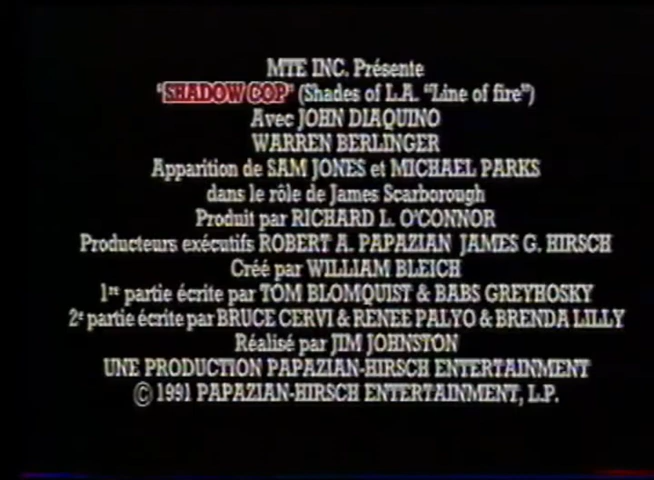 MTE INC. Présente
"SHADOW COP" (Shades of L.A. "Line of fire")
Avec JOHN DIAQUINO
WARREN BERLINGER
Apparition de SAM JONES et MICHAEL PARKS
dans le rôle de James Scarborough
Produit par RICHARD L. O'CONNOR
Producteurs exécutifs ROBERT A. PAPAZIAN JAMES G. HIRSCH
Créé par WILLIAM BLEICH
1re partie écrite par TOM BLOMQUIST & BABS GREYHOSKY
2e partie écrite par BRUCE CERVI & RENEE PALYO & BRENDA LILLY
Réalisé par JIM JOHNSTON
UNE PRODUCTION PAPAZIAN-HIRSCH ENTERTAINMENT
© 1991 PAPAZIAN-HIRSCH ENTERTAINMENT, L.P.